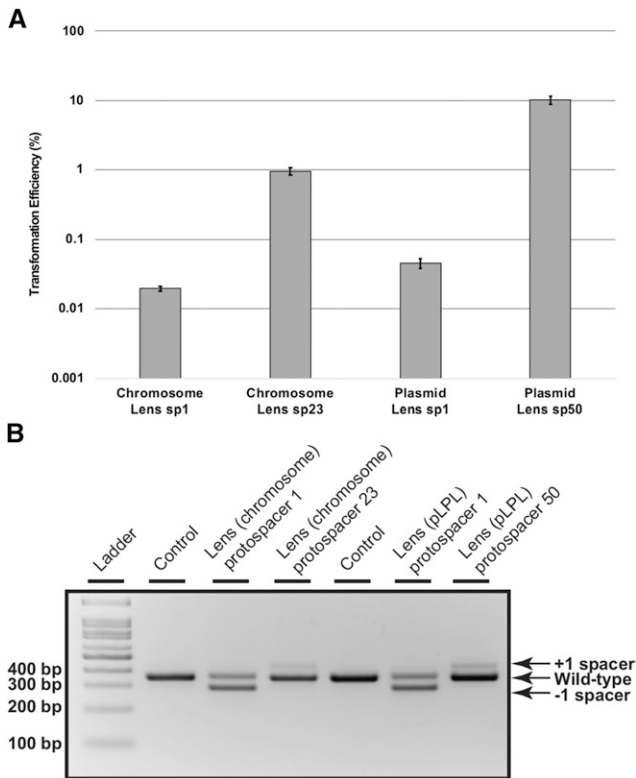 A
Transformation Efficiency (%)
100
10
1
0.1
0.01
0.001
Chromosome
Lens sp1
Chromosome
Lens sp23
Plasmid
Lens sp1
Plasmid
Lens sp50
B
Ladder
Control
Lens (chromosome)
protospacer 1
Lens (chromosome)
protospacer 23
Control
Lens (pLPL)
protospacer 1
Lens (pLPL)
protospacer 50
400 bp
300 bp
200 bp
100 bp
+1 spacer
Wild-type
-1 spacer